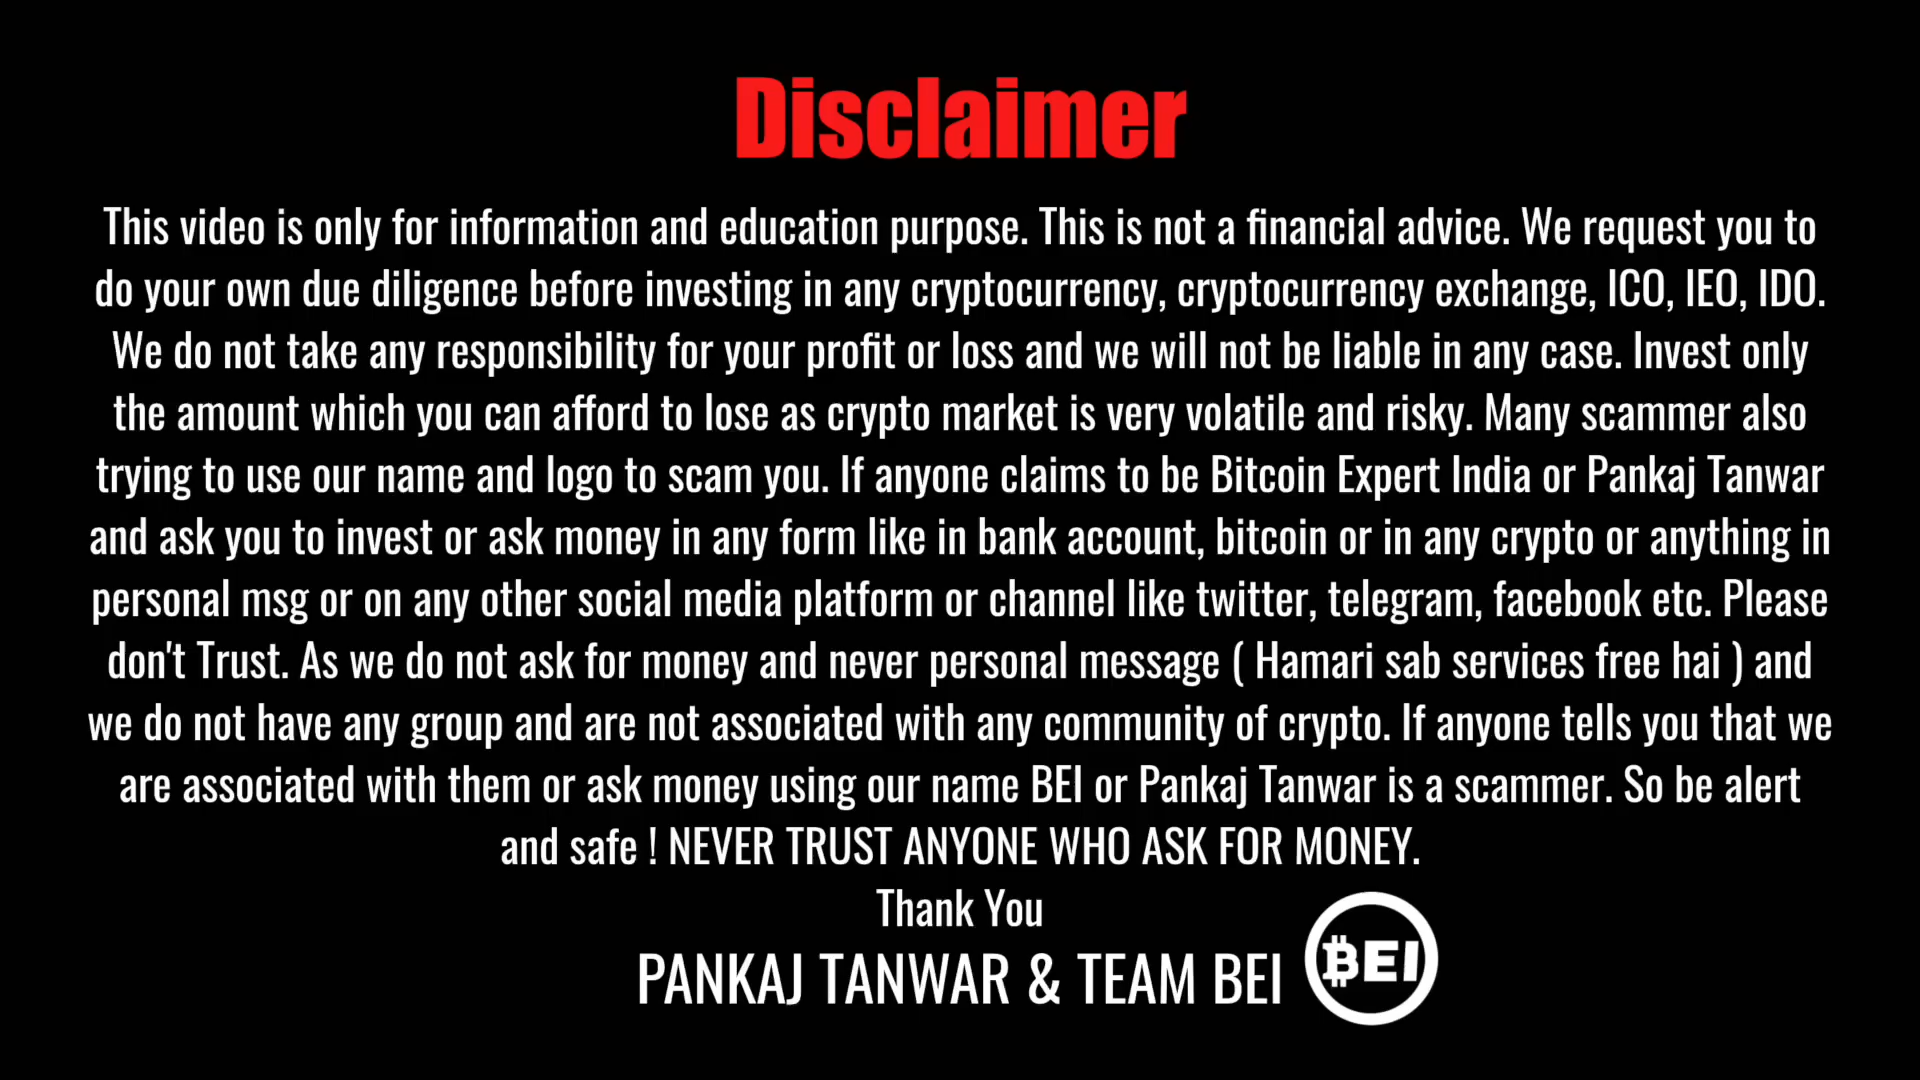 Disclaimer
This video is only for information and education purpose. This is not a financial advice. We request you to
do your own due diligence before investing in any cryptocurrency, cryptocurrency exchange, ICO, IEO, IDO.
We do not take any responsibility for your profit or loss and we will not be liable in any case. Invest only
the amount which you can afford to lose as crypto market is very volatile and risky. Many scammer also
trying to use our name and logo to scam you. If anyone claims to be Bitcoin Expert India or Pankaj Tanwar
and ask you to invest or ask money in any form like in bank account, bitcoin or in any crypto or anything in
personal msg or on any other social media platform or channel like twitter, telegram, facebook etc. Please
don't Trust. As we do not ask for money and never personal message ( Hamari sab services free hai ) and
we do not have any group and are not associated with any community of crypto. If anyone tells you that we
are associated with them or ask money using our name BEI or Pankaj Tanwar is a scammer. So be alert
and safe ! NEVER TRUST ANYONE WHO ASK FOR MONEY.
Thank You
PANKAJ TANWAR & TEAM BEI
BEI